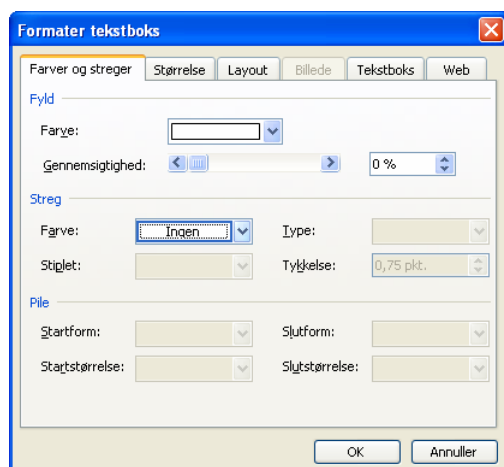 Formater tekstboks
Farver og streger Størrelse Layout Billede Tekstboks Web
Fyld
Farve:
Gennemsigtighed: 0 %
Streg
Farve: Ingen Type:
Stiplet: Tykkelse: 0,75 pkt.
Pile
Startform: Slutform:
Startstørrelse: Slutstørrelse:
OK Annuller